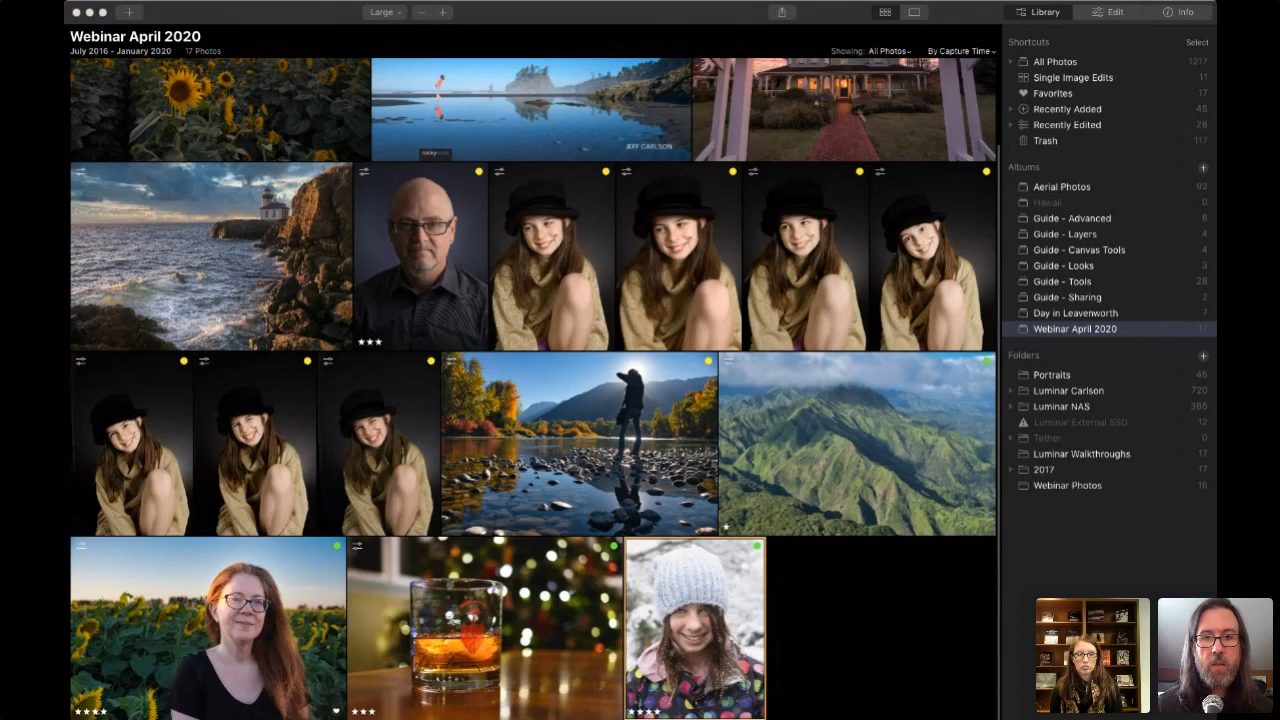 Large
Library
Edit
Info
Webinar April 2020
July 2016 - January 2020 17 Photos
Showing: All Photos
By Capture Time
JEFF CARLSON
Shortcuts Select
All Photos 1217
Single Image Edits 11
Favorites 17
Recently Added 45
Recently Edited 26
Trash 117
Albums
Aerial Photos 92
Hawaii 0
Guide - Advanced 6
Guide - Layers 4
Guide - Canvas Tools 4
Guide - Looks 3
Guide - Tools 28
Guide - Sharing 2
Day in Leavenworth 7
Webinar April 2020 17
Folders
Portraits 45
Luminar Carlson 720
Luminar NAS 385
Luminar External SSD 12
Tether 0
Luminar Walkthroughs 17
2017 17
Webinar Photos 16